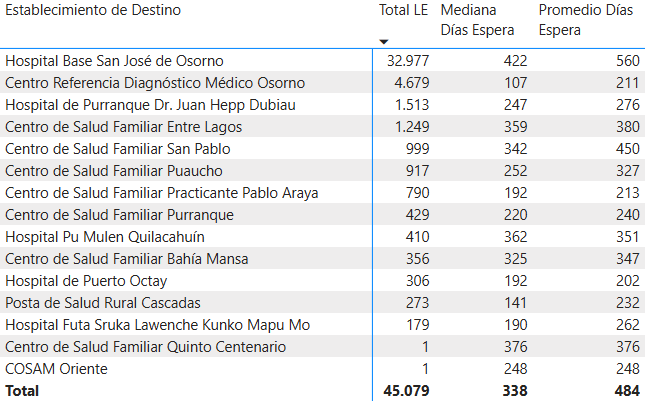 Establecimiento de Destino Total LE Mediana Promedio Días
Días Espera Espera
Hospital Base San José de Osorno 32.977 422 560
Centro Referencia Diagnóstico Médico Osorno 4.679 107 211
Hospital de Purranque Dr. Juan Hepp Dubiau 1.513 247 276
Centro de Salud Familiar Entre Lagos 1.249 359 380
Centro de Salud Familiar San Pablo 999 342 450
Centro de Salud Familiar Puaucho 917 252 327
Centro de Salud Familiar Practicante Pablo Araya 790 192 213
Centro de Salud Familiar Purranque 429 220 240
Hospital Pu Mulen Quilacahuín 410 362 351
Centro de Salud Familiar Bahía Mansa 356 325 347
Hospital de Puerto Octay 306 192 202
Posta de Salud Rural Cascadas 273 141 232
Hospital Futa Sruka Lawenche Kunko Mapu Mo 179 190 262
Centro de Salud Familiar Quinto Centenario 1 376 376
COSAM Oriente 1 248 248
Total 45.079 338 484